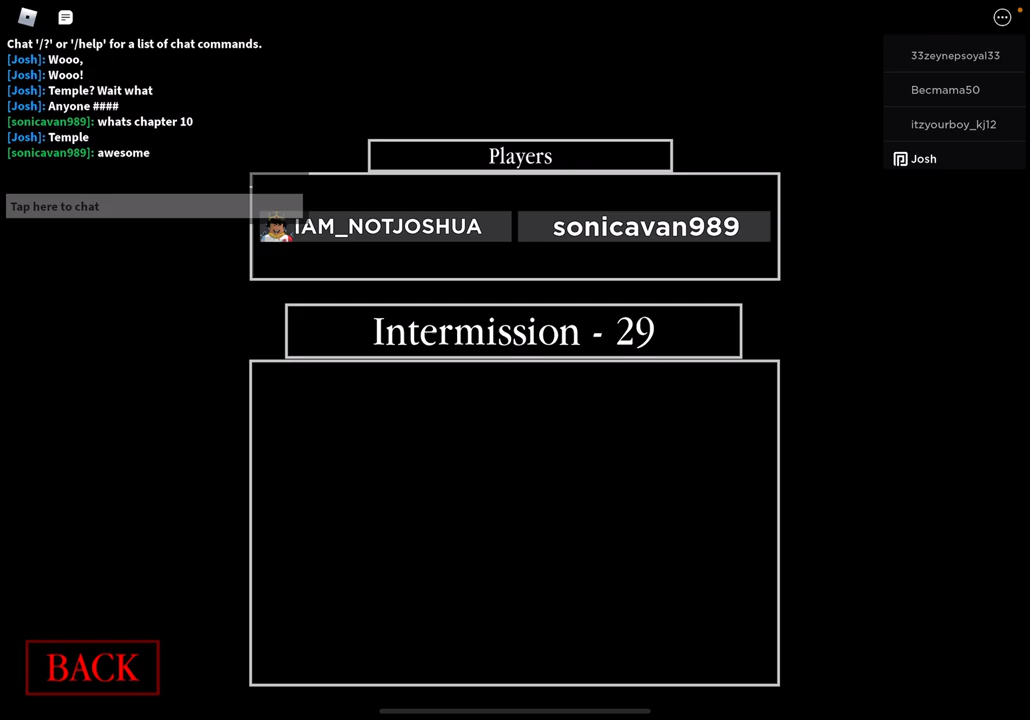 Chat '/?' or '/help' for a list of chat commands.
[Josh]: Wooo,
[Josh]: Wooo!
[Josh]: Temple? Wait what
[Josh]: Anyone ####
[sonicavan989]: whats chapter 10
[Josh]: Temple
[sonicavan989]: awesome
Tap here to chat
33zeynepsoyal33
Becmama50
itzyourboy_kj12
Josh
Players
IAM_NOTJOSHUA
sonicavan989
Intermission - 29
BACK